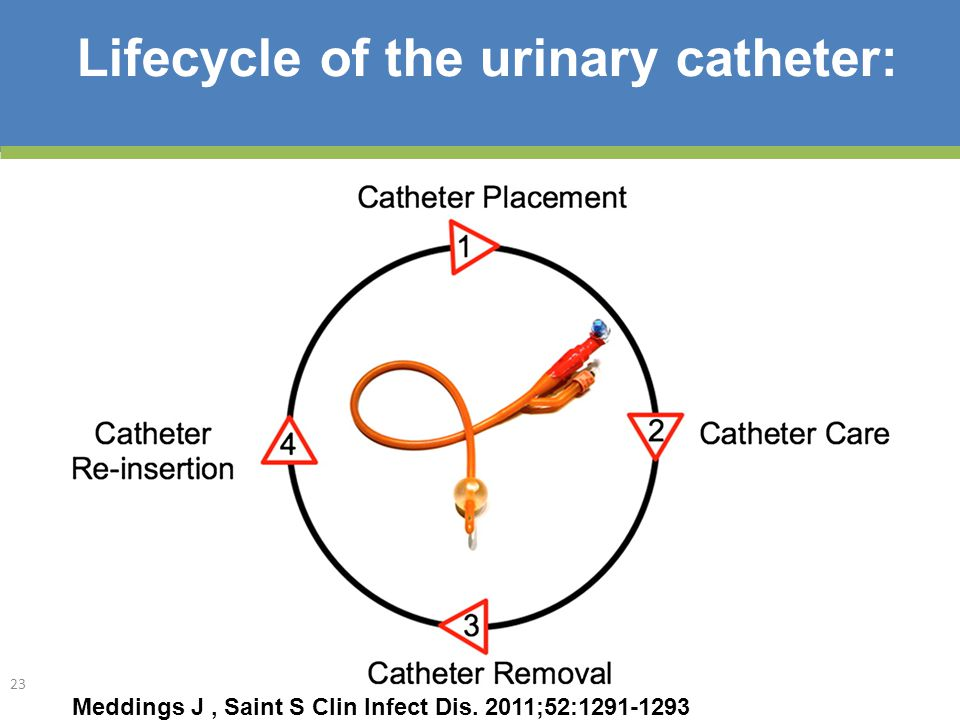 Lifecycle of the urinary catheter:
Catheter Placement
1
2
Catheter Care
3
Catheter Removal
4
Catheter
Re-insertion
23
Meddings J , Saint S Clin Infect Dis. 2011;52:1291-1293